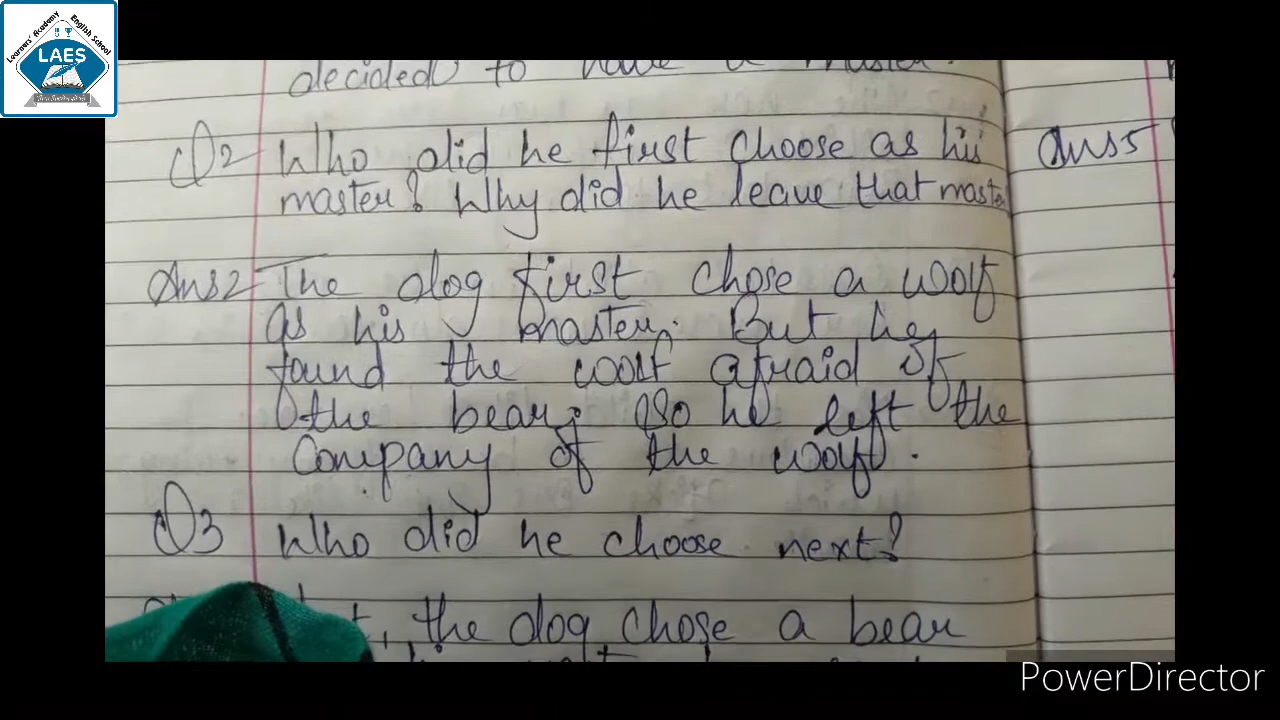 Learners' Academy English School
LAES
decided to have a master.
Q2 Who did he first choose as his
master? Why did he leave that master
Ans2 The dog first chose a wolf
as his master. But he
found the wolf afraid of
the bear. So he left the
company of the wolf.
Q3 Who did he choose next?
the dog chose a bear
Ans5
PowerDirector